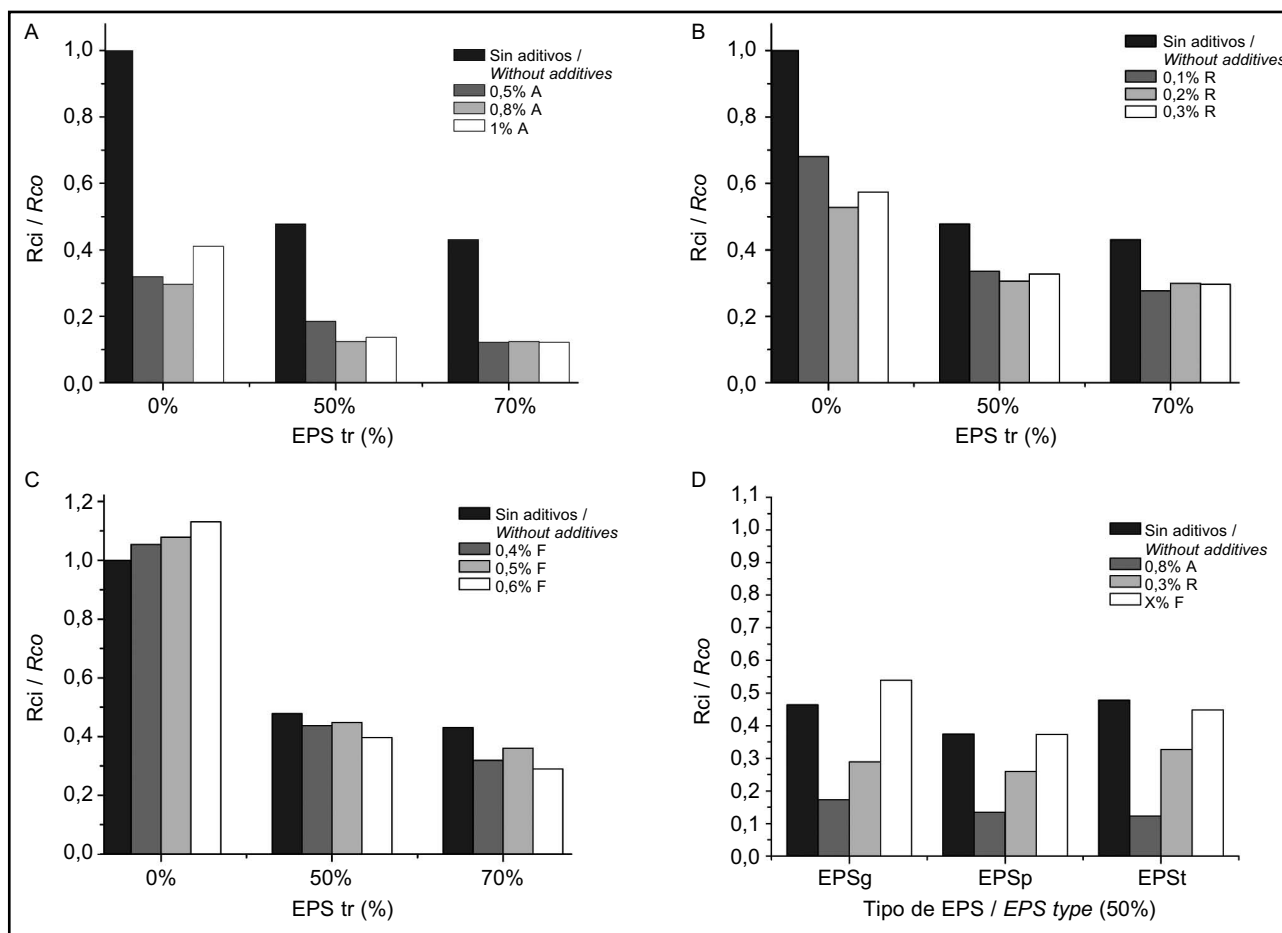 A
Sin aditivos /
Without additives
0,5% A
0,8% A
1% A
1,0
0,8
0,6
0,4
0,2
0,0
Rci / Rco
0% 50% 70%
EPS tr (%)
B
Sin aditivos /
Without additives
0,1% R
0,2% R
0,3% R
1,0
0,8
0,6
0,4
0,2
0,0
Rci / Rco
0% 50% 70%
EPS tr (%)
C
Sin aditivos /
Without additives
0,4% F
0,5% F
0,6% F
1,2
1,0
0,8
0,6
0,4
0,2
0,0
Rci / Rco
0% 50% 70%
EPS tr (%)
D
Sin aditivos /
Without additives
0,8% A
0,3% R
X% F
1,1
1,0
0,9
0,8
0,7
0,6
0,5
0,4
0,3
0,2
0,1
0,0
Rci / Rco
EPSg EPSp EPSt
Tipo de EPS / EPS type (50%)